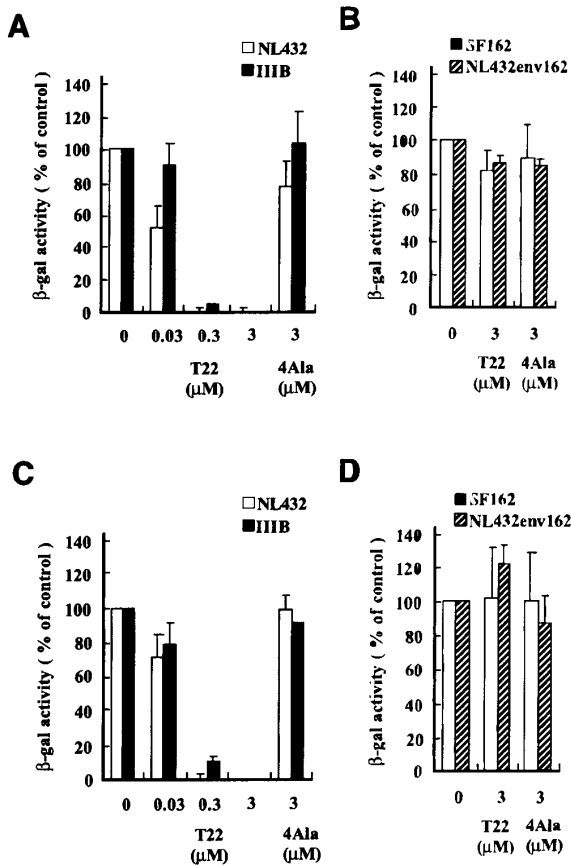 A
NL432
IIIB
β-gal activity ( % of control)
140
120
100
80
60
40
20
0
0 0.03 0.3 3 3
T22 4Ala
(μM) (μM)
B
SF162
NL432env162
β-gal activity ( % of control)
140
120
100
80
60
40
20
0
0 3 3
T22 4Ala
(μM) (μM)
C
NL432
IIIB
β-gal activity ( % of control)
140
120
100
80
60
40
20
0
0 0.03 0.3 3 3
T22 4Ala
(μM) (μM)
D
SF162
NL432env162
β-gal activity ( % of control)
140
120
100
80
60
40
20
0
0 3 3
T22 4Ala
(μM) (μM)